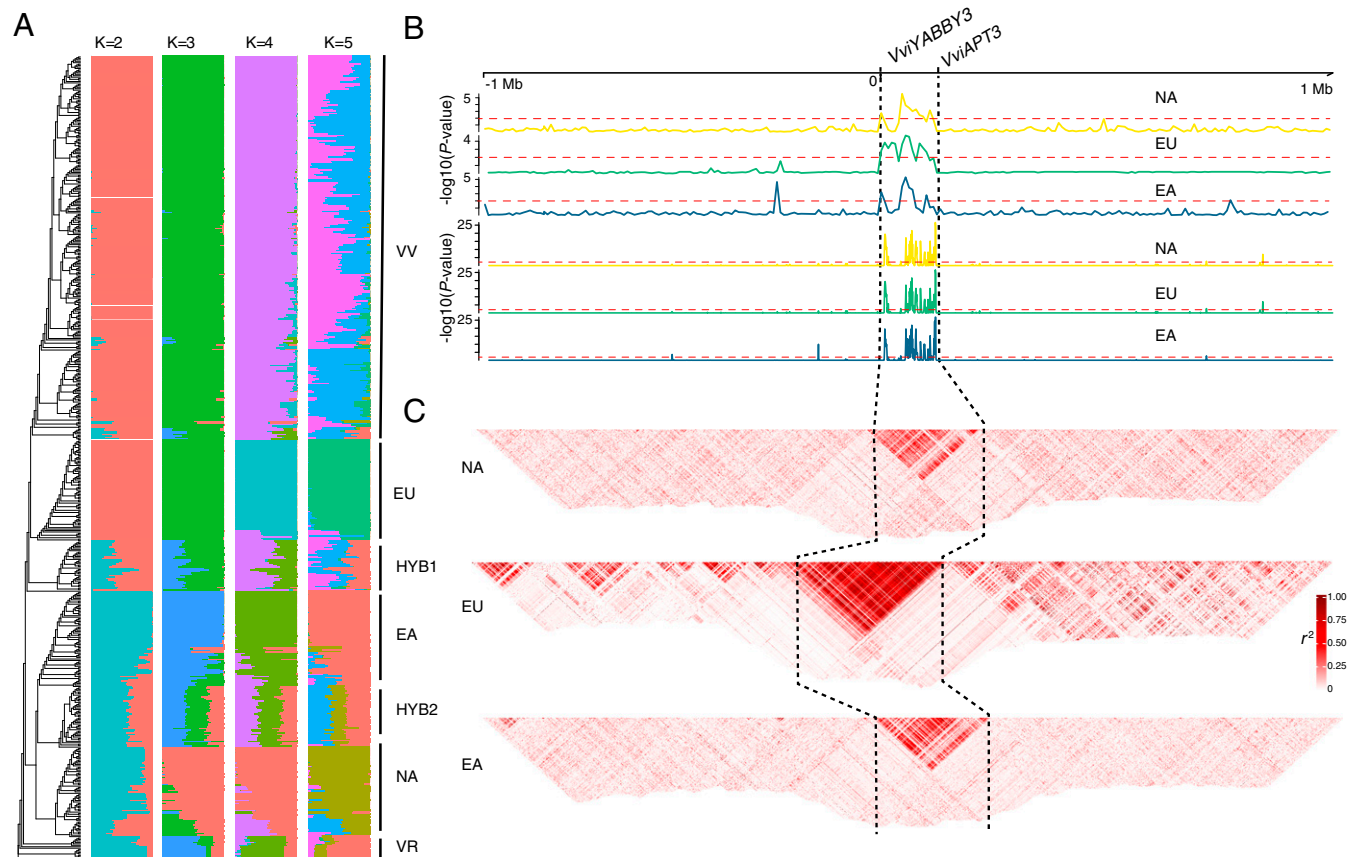 A
K=2 K=3 K=4 K=5
VV
EU
HYB1
EA
HYB2
NA
VR
B
VviYABBY3
VviAPT3
-1 Mb
0
1 Mb
-log10(P-value)
5
NA
4
EU
5
EA
-log10(P-value)
25
NA
25
EU
25
EA
C
NA
EU
EA
r²
1.00
0.75
0.50
0.25
0